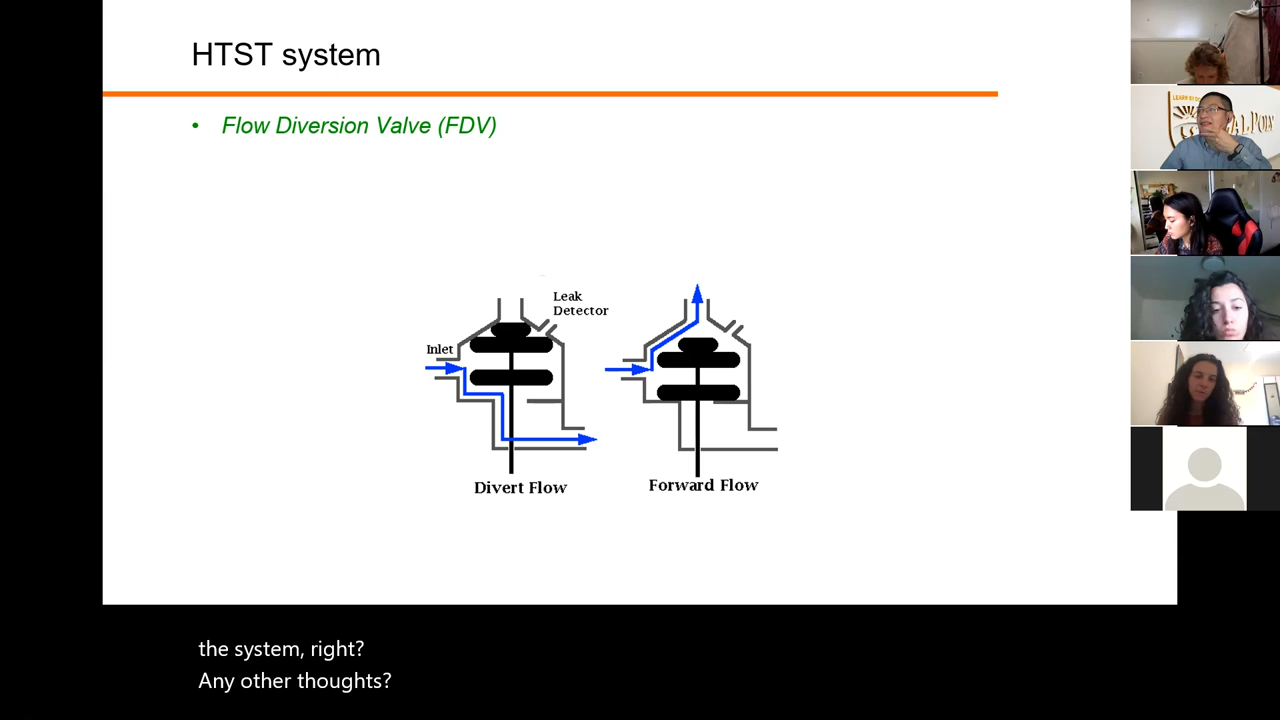 HTST system
• Flow Diversion Valve (FDV)
Leak
Detector
Inlet
Divert Flow
Forward Flow
the system, right?
Any other thoughts?